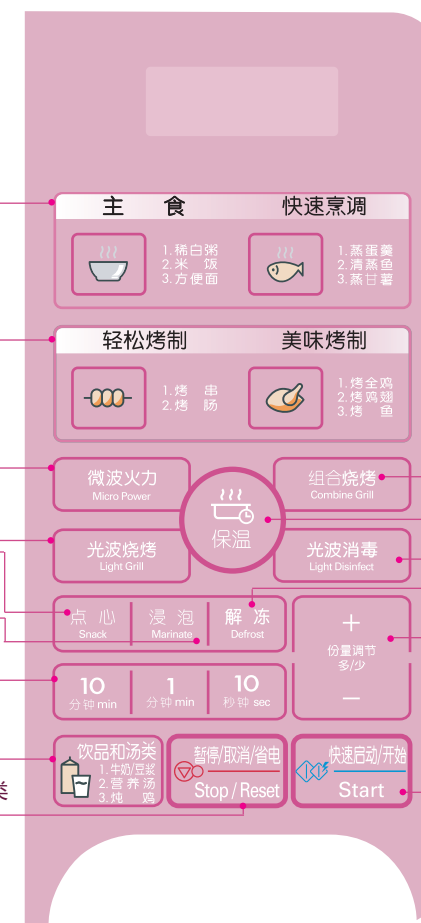 主 食
快速烹调
1.稀白粥
2.米 饭
3.方便面
1.蒸蛋羹
2.清蒸鱼
3.蒸甘薯
轻松烤制
美味烤制
1.烤 串
2.烤 肠
1.烤全鸡
2.烤鸡翅
3.烤 鱼
微波火力
Micro Power
组合烧烤
Combine Grill
保温
光波烧烤
Light Grill
光波消毒
Light Disinfect
点 心
Snack
浸 泡
Marinate
解 冻
Defrost
+
份量调节
多/少
—
10
分钟 min
1
分钟 min
10
秒钟 sec
饮品和汤类
1.牛奶/豆浆
2.营养汤
3.炖 鸡
暂停/取消/省电
Stop / Reset
快速启动/开始
Start
类